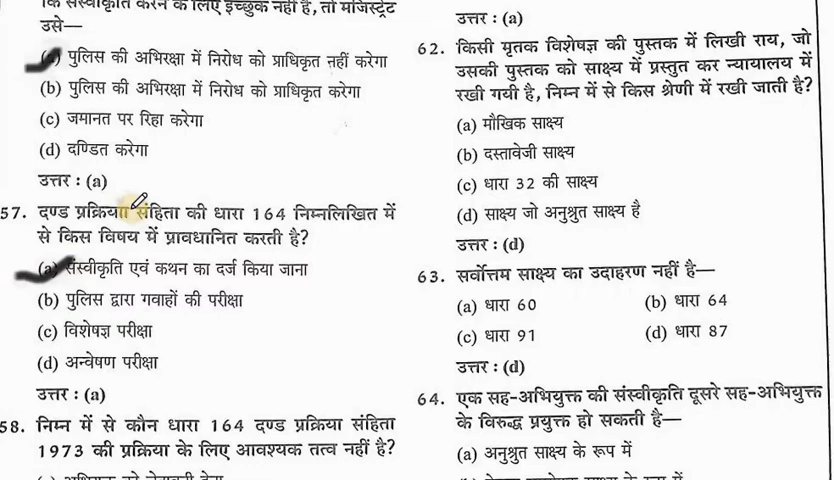 कि संस्वीकृति करने के लिए इच्छुक नहीं है, तो मजिस्ट्रेट
उसे—
पुलिस की अभिरक्षा में निरोध को प्राधिकृत नहीं करेगा
(b) पुलिस की अभिरक्षा में निरोध को प्राधिकृत करेगा
(c) जमानत पर रिहा करेगा
(d) दण्डित करेगा
उत्तर : (a)
57. दण्ड प्रक्रिया संहिता की धारा 164 निम्नलिखित में
से किस विषय में प्रावधानित करती है?
(a) संस्वीकृति एवं कथन का दर्ज किया जाना
(b) पुलिस द्वारा गवाहों की परीक्षा
(c) विशेषज्ञ परीक्षा
(d) अन्वेषण परीक्षा
उत्तर : (a)
58. निम्न में से कौन धारा 164 दण्ड प्रक्रिया संहिता
1973 की प्रक्रिया के लिए आवश्यक तत्व नहीं है?
उत्तर : (a)
62. किसी मृतक विशेषज्ञ की पुस्तक में लिखी राय, जो
उसकी पुस्तक को साक्ष्य में प्रस्तुत कर न्यायालय में
रखी गयी है, निम्न में से किस श्रेणी में रखी जाती है?
(a) मौखिक साक्ष्य
(b) दस्तावेजी साक्ष्य
(c) धारा 32 की साक्ष्य
(d) साक्ष्य जो अनुश्रुत साक्ष्य है
उत्तर : (d)
63. सर्वोत्तम साक्ष्य का उदाहरण नहीं है—
(a) धारा 60 (b) धारा 64
(c) धारा 91 (d) धारा 87
उत्तर : (d)
64. एक सह-अभियुक्त की संस्वीकृति दूसरे सह-अभियुक्त
के विरुद्ध प्रयुक्त हो सकती है—
(a) अनुश्रुत साक्ष्य के रूप में